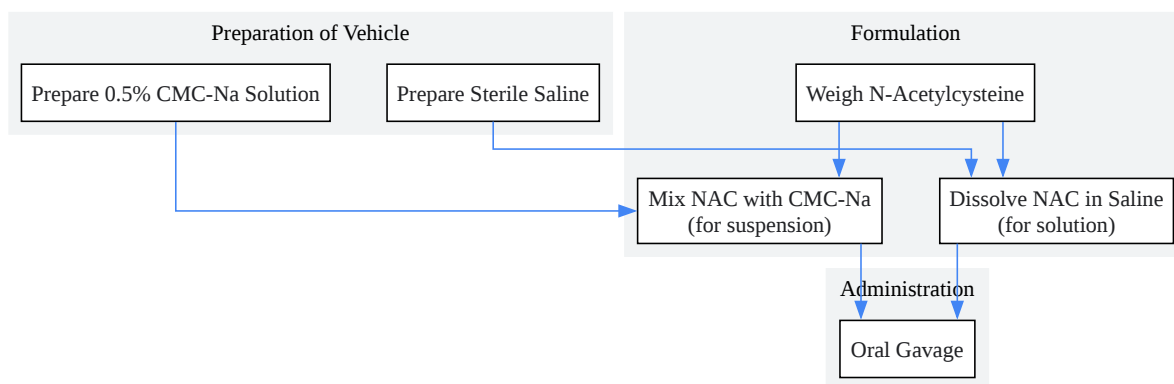 Preparation of Vehicle
Prepare 0.5% CMC-Na Solution
Prepare Sterile Saline
Formulation
Weigh N-Acetylcysteine
Mix NAC with CMC-Na
(for suspension)
Dissolve NAC in Saline
(for solution)
Administration
Oral Gavage